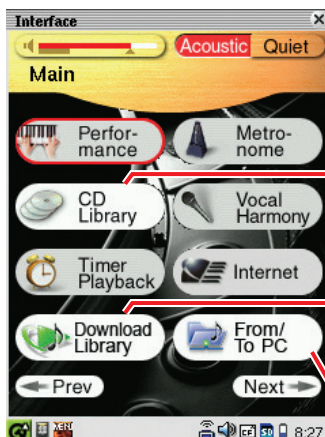 Interface
Acoustic Quiet
Main
Perfor-
mance
Metro-
nome
CD
Library
Vocal
Harmony
Timer
Playback
Internet
Download
Library
From/
To PC
Prev
Next
8:27